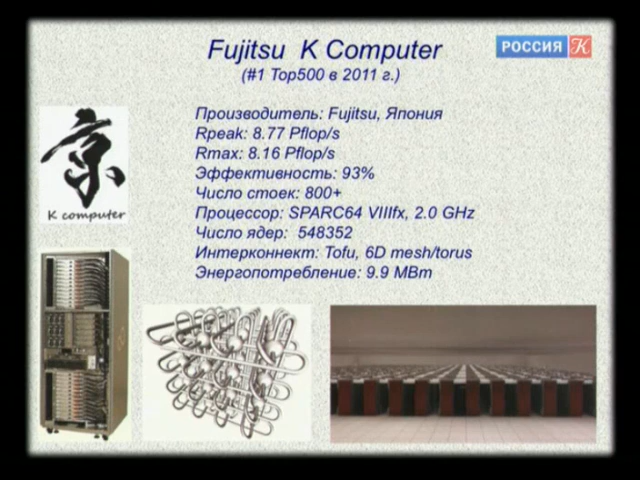 Fujitsu K Computer
РОССИЯ К
(#1 Top500 в 2011 г.)
Производитель: Fujitsu, Япония
Rpeak: 8.77 Pflop/s
Rmax: 8.16 Pflop/s
Эффективность: 93%
Число стоек: 800+
Процессор: SPARC64 VIIIfx, 2.0 GHz
Число ядер: 548352
Интерконнект: Tofu, 6D mesh/torus
Энергопотребление: 9.9 МВт
京
K computer